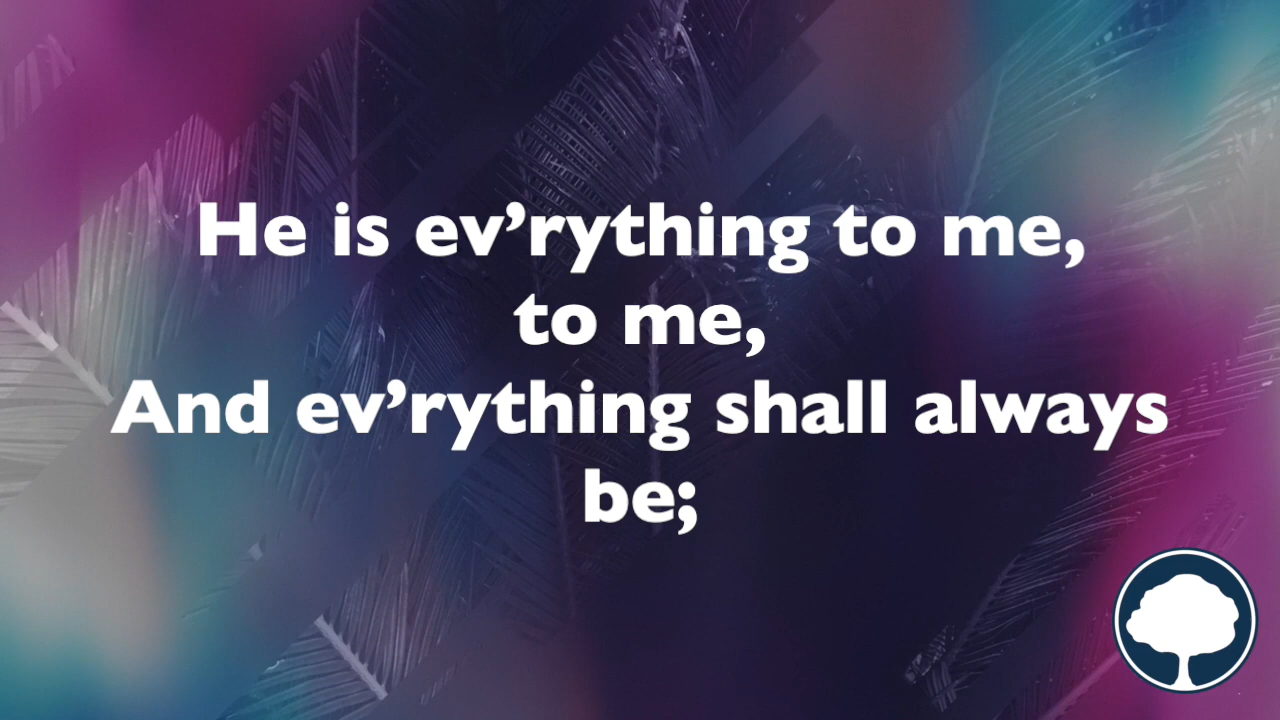 He is ev’rything to me,
to me,
And ev’rything shall always
be;